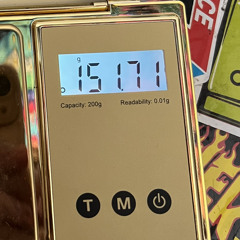 g
151.71
Capacity: 200g Readability: 0.01g
T M